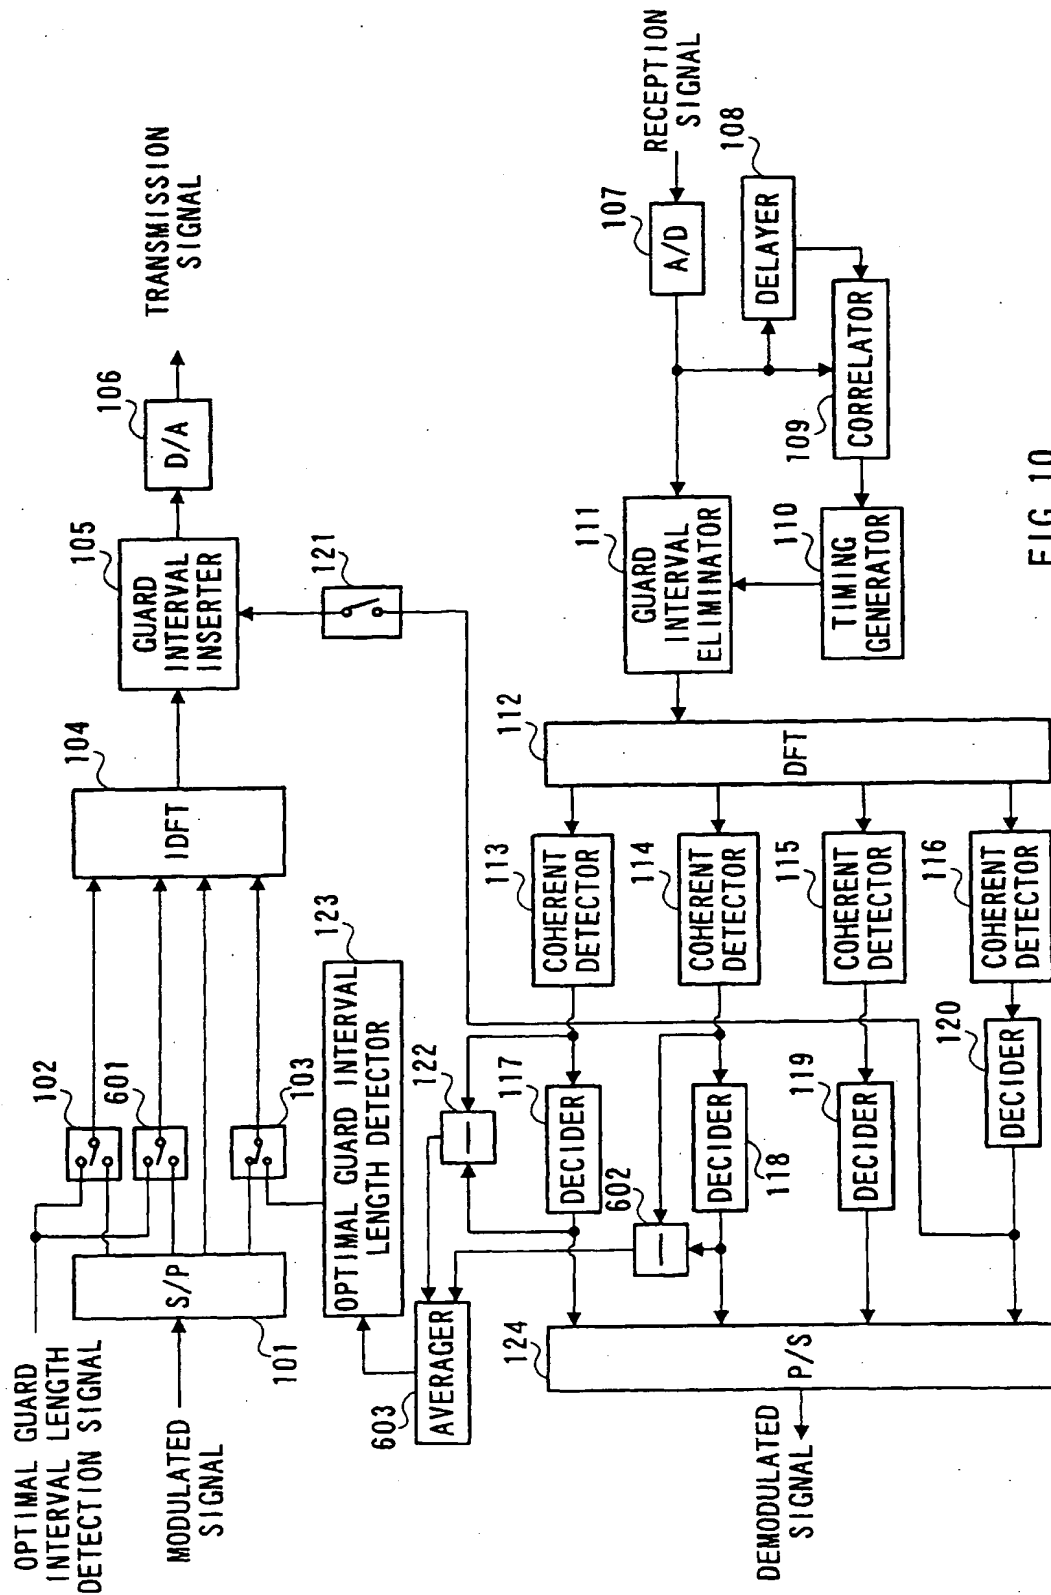 OPTIMAL GUARD
INTERVAL LENGTH
DETECTION SIGNAL
MODULATED
SIGNAL
S/P
101
102
601
103
IDFT
104
GUARD
INTERVAL
INSERTER
105
D/A
106
TRANSMISSION
SIGNAL
121
OPTIMAL GUARD INTERVAL
LENGTH DETECTOR
123
AVERAGER
603
122
602
DECIDER
117
DECIDER
118
DECIDER
119
DECIDER
120
COHERENT
DETECTOR
113
COHERENT
DETECTOR
114
COHERENT
DETECTOR
115
COHERENT
DETECTOR
116
DFT
112
GUARD
INTERVAL
ELIMINATOR
111
TIMING
GENERATOR
110
CORRELATOR
109
DELAYER
108
A/D
107
RECEPTION
SIGNAL
P/S
124
DEMODULATED
SIGNAL
FIG.10